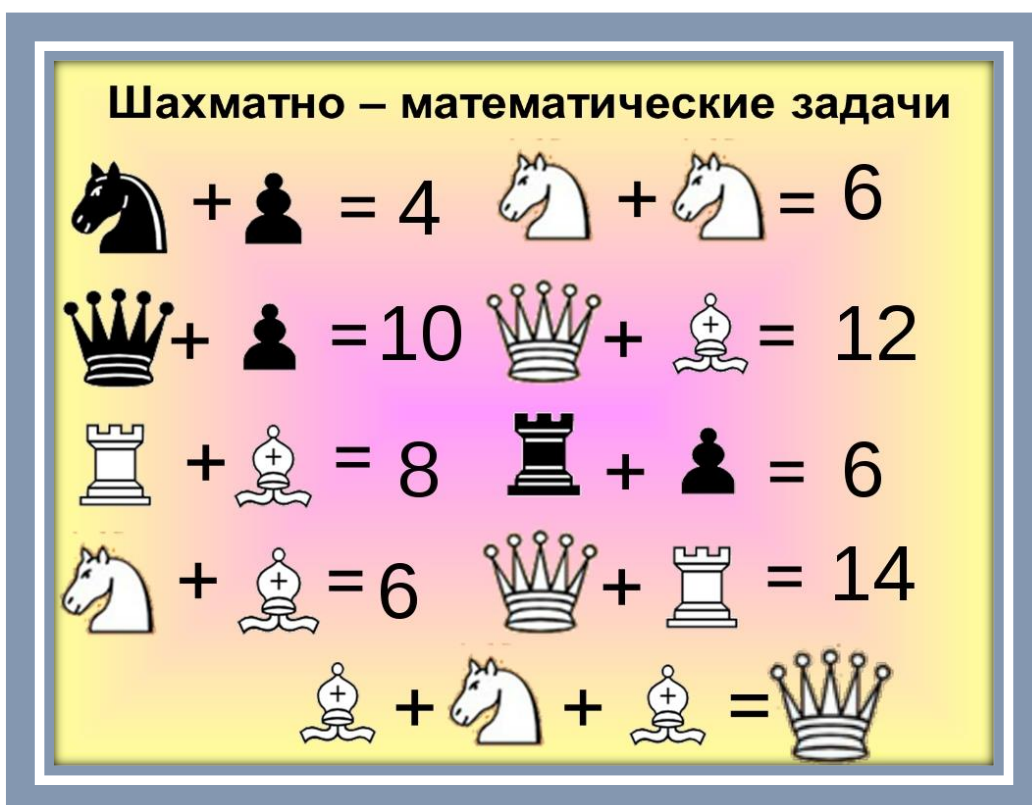 Шахматно – математические задачи
+ = 4 + = 6
+ = 10 + = 12
+ = 8 + = 6
+ = 6 + = 14
+ + =